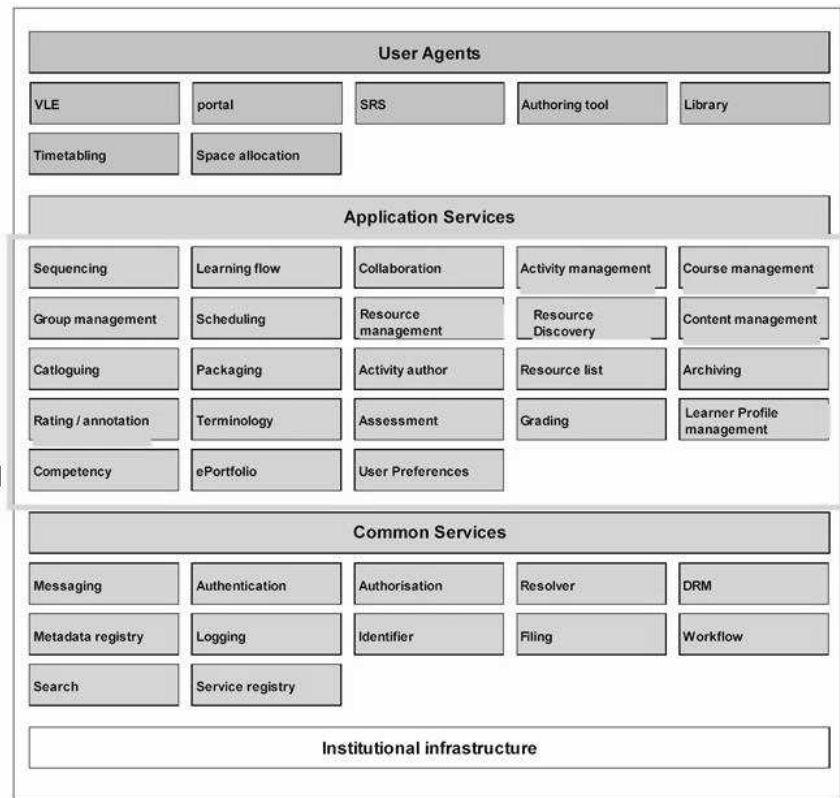 User Agents
VLE
portal
SRS
Authoring tool
Library
Timetabling
Space allocation
Application Services
Sequencing
Learning flow
Collaboration
Activity management
Course management
Group management
Scheduling
Resource
management
Resource
Discovery
Content management
Catloguing
Packaging
Activity author
Resource list
Archiving
Rating / annotation
Terminology
Assessment
Grading
Learner Profile
management
Competency
ePortfolio
User Preferences
Common Services
Messaging
Authentication
Authorisation
Resolver
DRM
Metadata registry
Logging
Identifier
Filing
Workflow
Search
Service registry
Institutional infrastructure